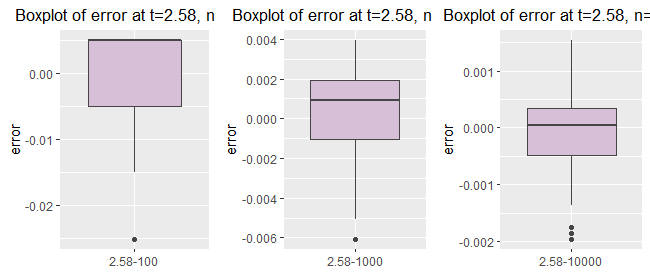 Boxplot of error at t=2.58, n
error
0.00
-0.01
-0.02
2.58-100
Boxplot of error at t=2.58, n
error
0.004
0.002
0.000
-0.002
-0.004
-0.006
2.58-1000
Boxplot of error at t=2.58, n=
error
0.001
0.000
-0.001
-0.002
2.58-10000